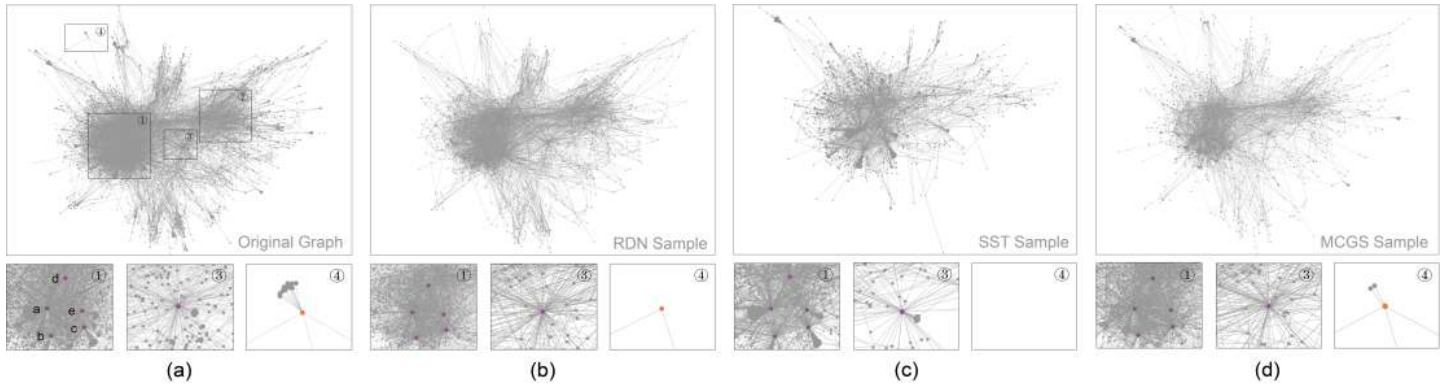 ④
②
①
③
Original Graph
RDN Sample
SST Sample
MCGS Sample
① ③ ④ ① ③ ④ ① ③ ④ ① ③ ④
d
a
e
b
c
(a) (b) (c) (d)